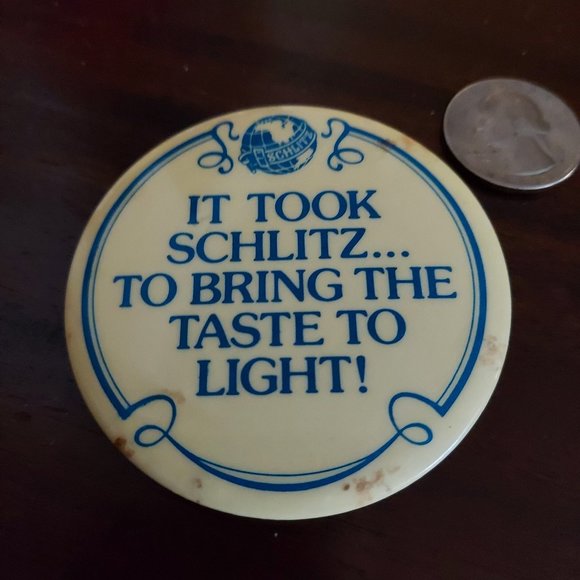 SCHLITZ
IT TOOK
SCHLITZ...
TO BRING THE
TASTE TO
LIGHT!